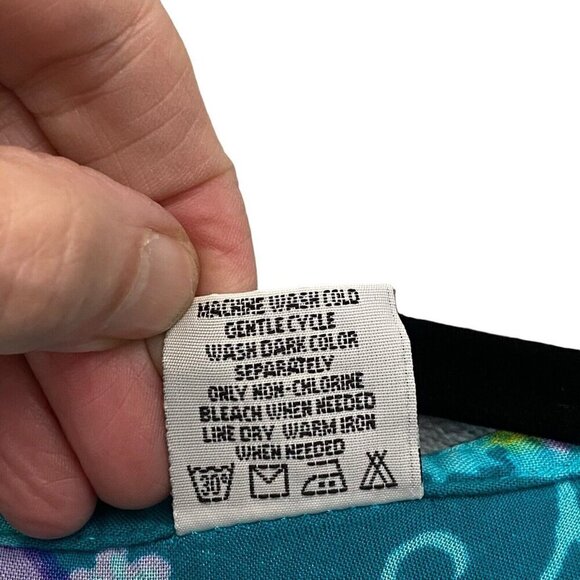 MACHINE WASH COLD
GENTLE CYCLE
WASH DARK COLOR
SEPARATELY
ONLY NON-CHLORINE
BLEACH WHEN NEEDED
LINE DRY WARM IRON
WHEN NEEDED
30°